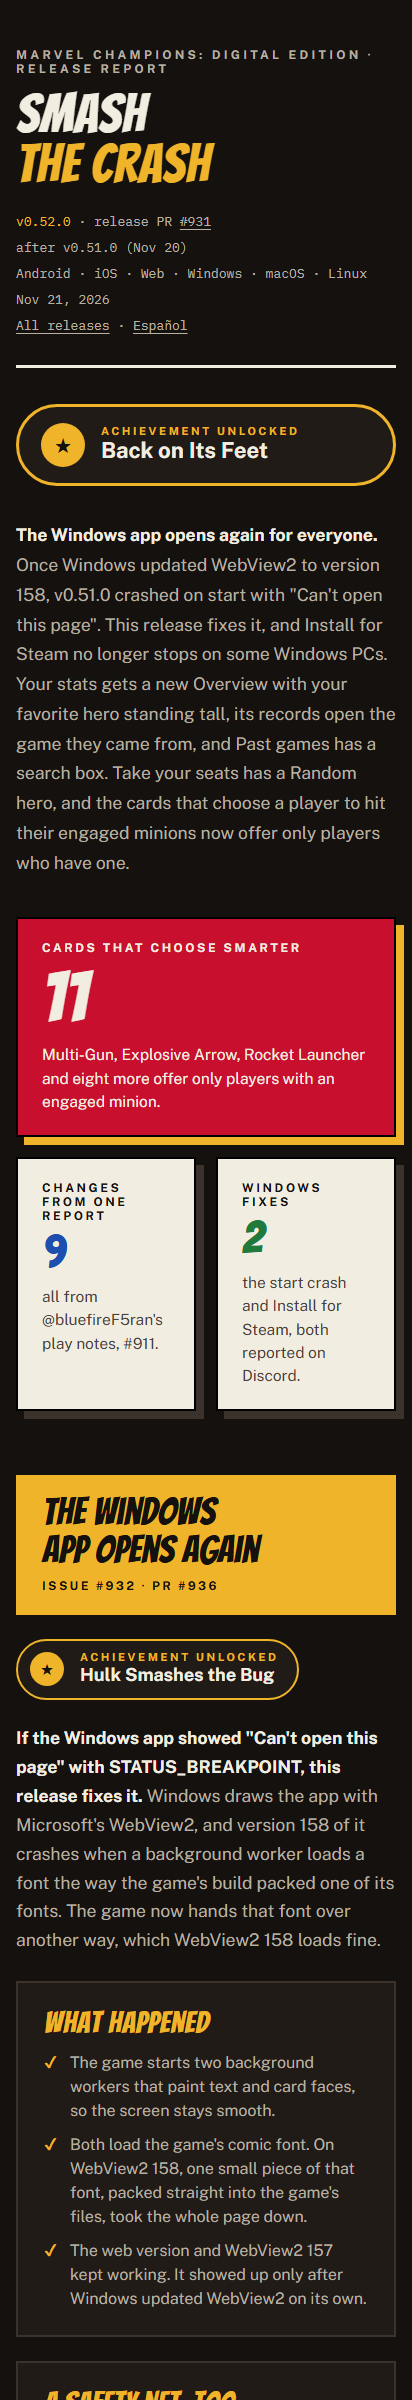 MARVEL CHAMPIONS: DIGITAL EDITION ·
RELEASE REPORT
SMASH
THE CRASH
v0.52.0 · release PR #931
after v0.51.0 (Nov 20)
Android · iOS · Web · Windows · macOS · Linux
Nov 21, 2026
All releases · Español
ACHIEVEMENT UNLOCKED
Back on Its Feet
The Windows app opens again for everyone.
Once Windows updated WebView2 to version
158, v0.51.0 crashed on start with "Can't open
this page". This release fixes it, and Install for
Steam no longer stops on some Windows PCs.
Your stats gets a new Overview with your
favorite hero standing tall, its records open the
game they came from, and Past games has a
search box. Take your seats has a Random
hero, and the cards that choose a player to hit
their engaged minions now offer only players
who have one.
CARDS THAT CHOOSE SMARTER
11
Multi-Gun, Explosive Arrow, Rocket Launcher
and eight more offer only players with an
engaged minion.
CHANGES
FROM ONE
REPORT
9
all from
@bluefireF5ran's
play notes, #911.
WINDOWS
FIXES
2
the start crash
and Install for
Steam, both
reported on
Discord.
THE WINDOWS
APP OPENS AGAIN
ISSUE #932 · PR #936
ACHIEVEMENT UNLOCKED
Hulk Smashes the Bug
If the Windows app showed "Can't open this
page" with STATUS_BREAKPOINT, this
release fixes it. Windows draws the app with
Microsoft's WebView2, and version 158 of it
crashes when a background worker loads a
font the way the game's build packed one of its
fonts. The game now hands that font over
another way, which WebView2 158 loads fine.
WHAT HAPPENED
✓ The game starts two background
workers that paint text and card faces,
so the screen stays smooth.
✓ Both load the game's comic font. On
WebView2 158, one small piece of that
font, packed straight into the game's
files, took the whole page down.
✓ The web version and WebView2 157
kept working. It showed up only after
Windows updated WebView2 on its own.
A SAFETY NET, TOO